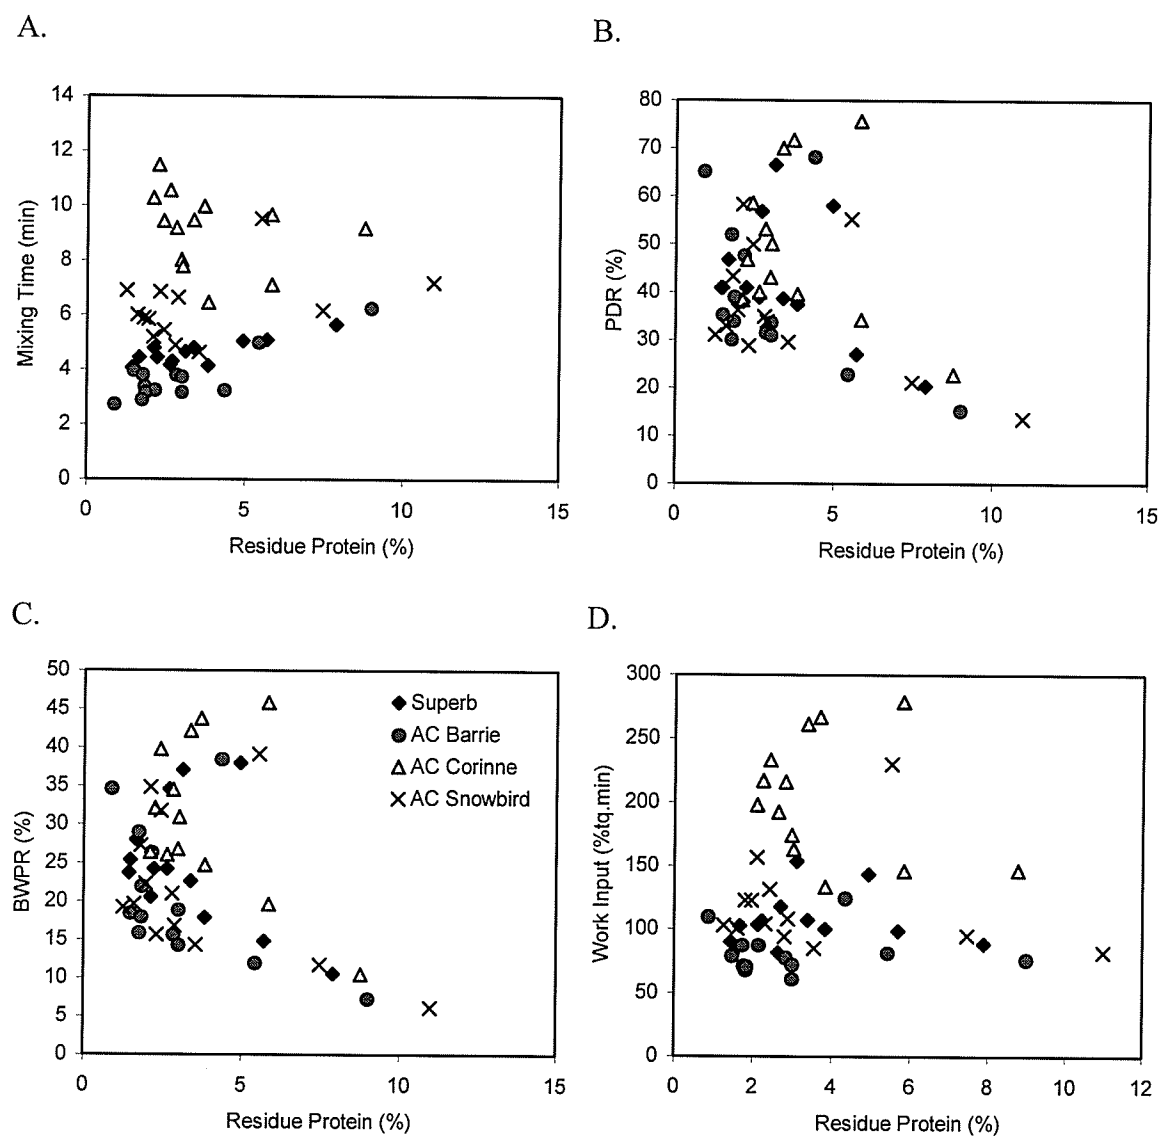 A.
14
12
10
8
6
4
2
0
Mixing Time (min)
0 5 10 15
Residue Protein (%)
B.
80
70
60
50
40
30
20
10
0
PDR (%)
0 5 10 15
Residue Protein (%)
C.
50
45
40
35
30
25
20
15
10
5
0
BWPR (%)
Superb
AC Barrie
AC Corinne
AC Snowbird
0 5 10 15
Residue Protein (%)
D.
300
250
200
150
100
50
0
Work Input (%tq.min)
0 2 4 6 8 10 12
Residue Protein (%)